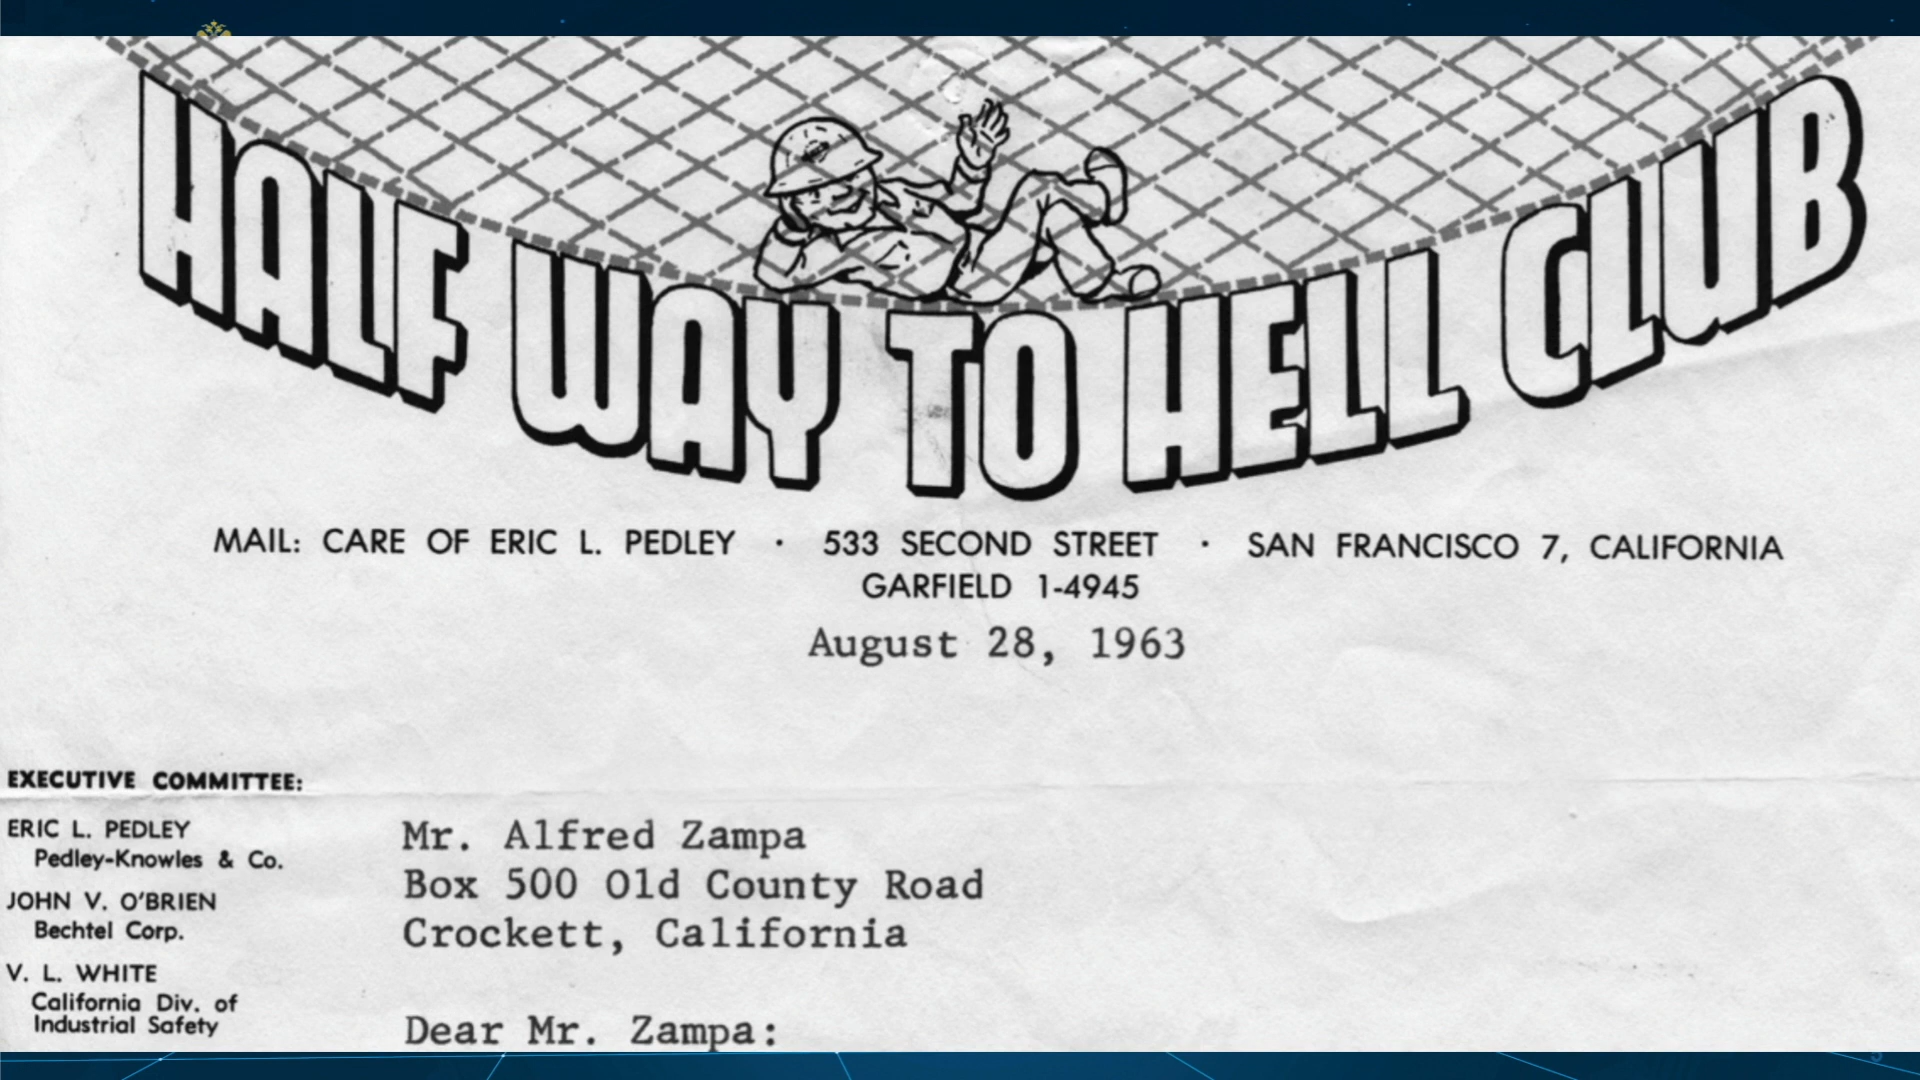 HALF WAY TO HELL CLUB
MAIL: CARE OF ERIC L. PEDLEY · 533 SECOND STREET · SAN FRANCISCO 7, CALIFORNIA
GARFIELD 1-4945
August 28, 1963
EXECUTIVE COMMITTEE:
ERIC L. PEDLEY
Pedley-Knowles & Co.
JOHN V. O'BRIEN
Bechtel Corp.
V. L. WHITE
California Div. of
Industrial Safety
Mr. Alfred Zampa
Box 500 Old County Road
Crockett, California
Dear Mr. Zampa:
5